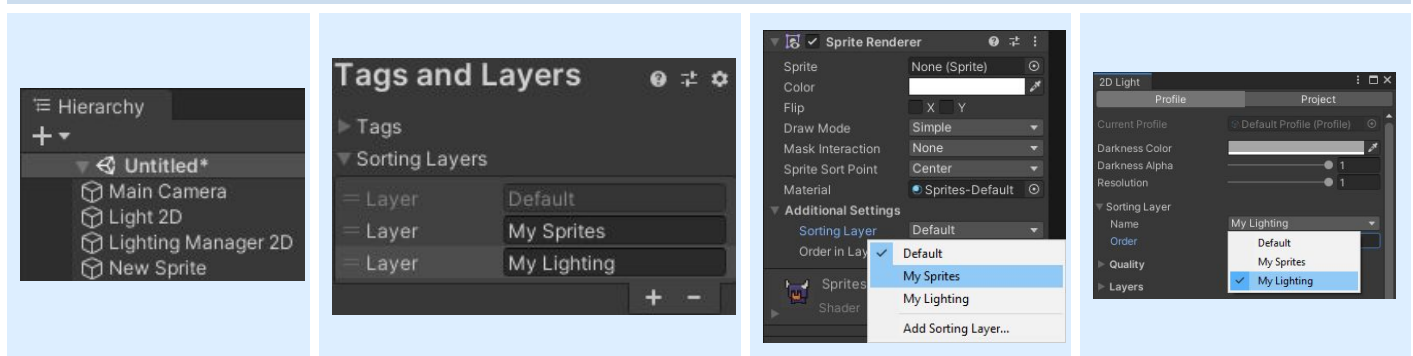 Hierarchy
+
Untitled*
Main Camera
Light 2D
Lighting Manager 2D
New Sprite
Tags and Layers
Tags
Sorting Layers
Layer Default
Layer My Sprites
Layer My Lighting
+ -
Sprite Renderer
Sprite None (Sprite)
Color
Flip X Y
Draw Mode Simple
Mask Interaction None
Sprite Sort Point Center
Material Sprites-Default
Additional Settings
Sorting Layer Default
Order in Lay
Default
My Sprites
My Lighting
Add Sorting Layer...
Sprites
Shader
2D Light
Profile Project
Current Profile Default Profile (Profile)
Darkness Color
Darkness Alpha 1
Resolution 1
Sorting Layer
Name My Lighting
Order
Default
My Sprites
My Lighting
Quality
Layers